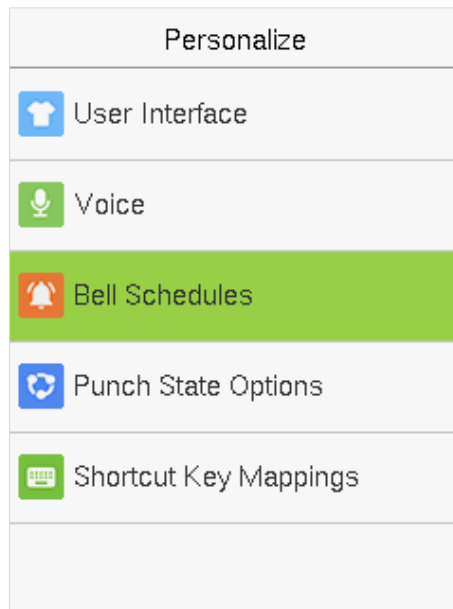 Personalize
User Interface
Voice
Bell Schedules
Punch State Options
Shortcut Key Mappings